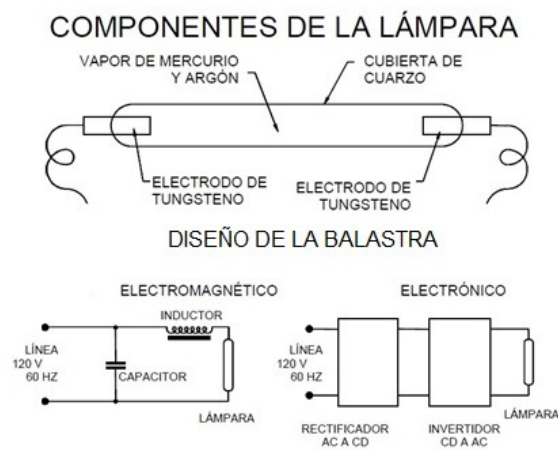 COMPONENTES DE LA LÁMPARA
VAPOR DE MERCURIO
Y ARGÓN
CUBIERTA DE
CUARZO
ELECTRODO DE
TUNGSTENO
ELECTRODO DE
TUNGSTENO
DISEÑO DE LA BALASTRA
ELECTROMAGNÉTICO
INDUCTOR
LÍNEA
120 V
60 HZ
CAPACITOR
LÁMPARA
ELECTRÓNICO
LÍNEA
120 V
60 HZ
LÁMPARA
RECTIFICADOR
AC A CD
INVERTIDOR
CD A AC